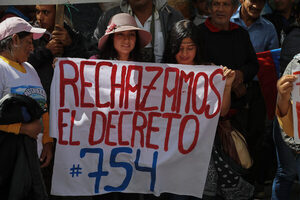 RECHAZAMOS
EL DECRETO
#754